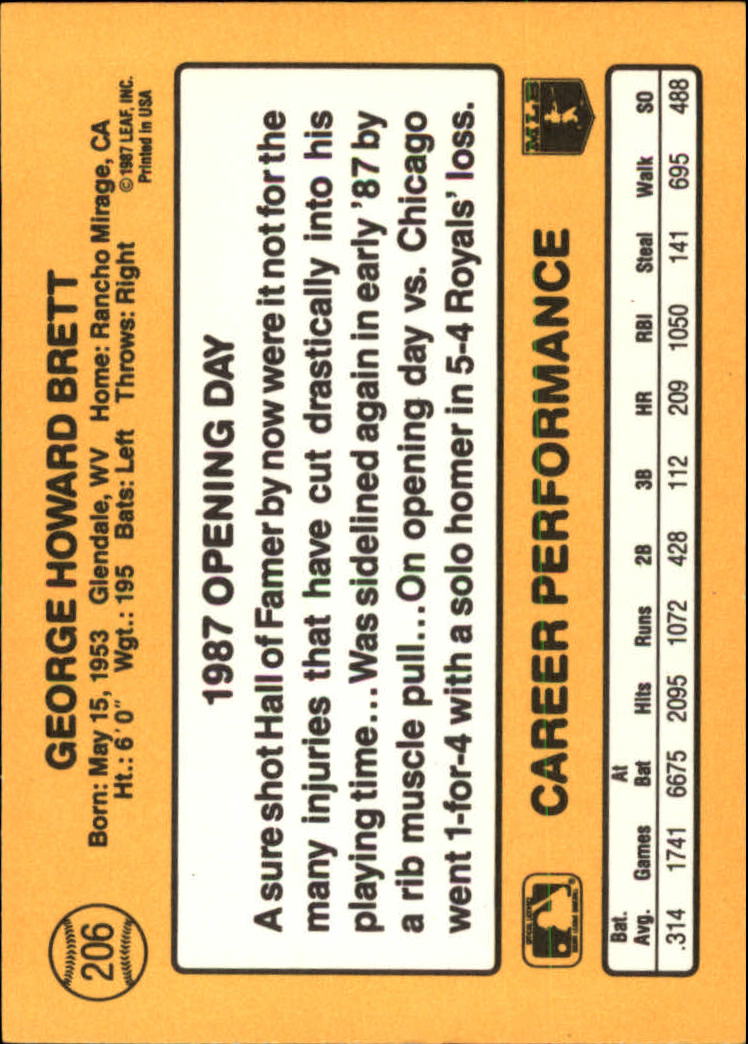 206
GEORGE HOWARD BRETT
Born: May 15, 1953 Glendale, WV Home: Rancho Mirage, CA
Ht.: 6'0" Wgt.: 195 Bats: Left Throws: Right
©1987 LEAF, INC.
Printed in USA
1987 OPENING DAY
A sure shot Hall of Famer by now were it not for the
many injuries that have cut drastically into his
playing time...Was sidelined again in early '87 by
a rib muscle pull...On opening day vs. Chicago
went 1-for-4 with a solo homer in 5-4 Royals' loss.
CAREER PERFORMANCE
MLB
Bat. Avg. Games At Bat Hits Runs 2B 3B HR RBI Steal Walk SO
.314 1741 6675 2095 1072 428 112 209 1050 141 695 488